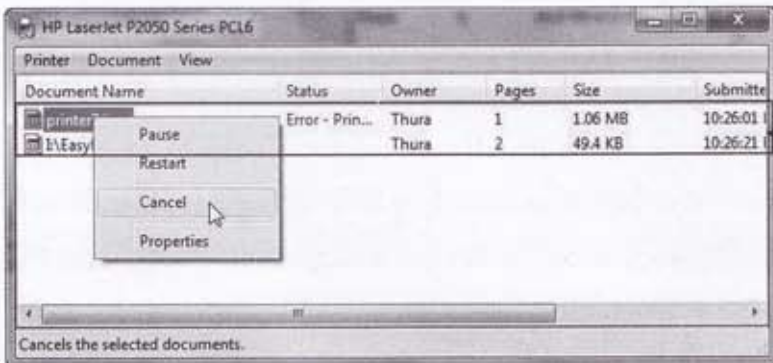 HP LaserJet P2050 Series PCL6
Printer Document View
Document Name Status Owner Pages Size Submitte
Error - Prin... Thura 1 1.06 MB 10:26:01
Thura 2 49.4 KB 10:26:21
Pause
Restart
Cancel
Properties
Cancels the selected documents.